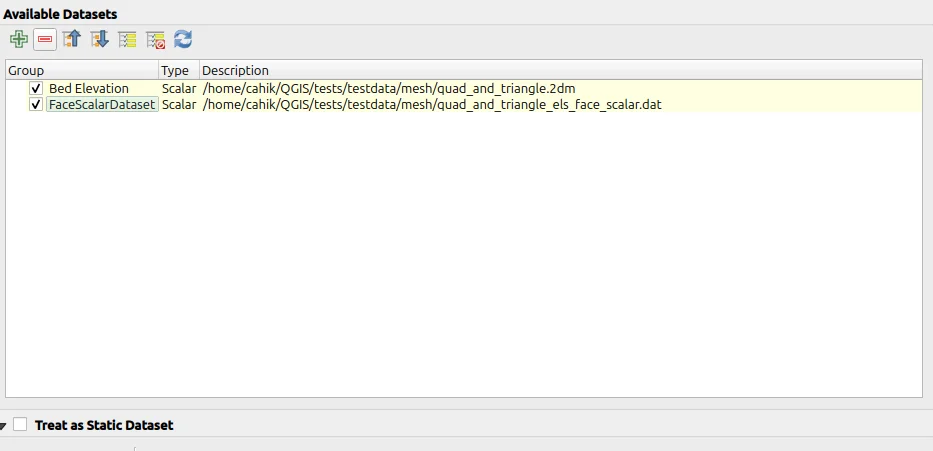 Available Datasets
Group Type Description
Bed Elevation Scalar /home/cahik/QGIS/tests/testdata/mesh/quad_and_triangle.2dm
FaceScalarDataset Scalar /home/cahik/QGIS/tests/testdata/mesh/quad_and_triangle_els_face_scalar.dat
Treat as Static Dataset